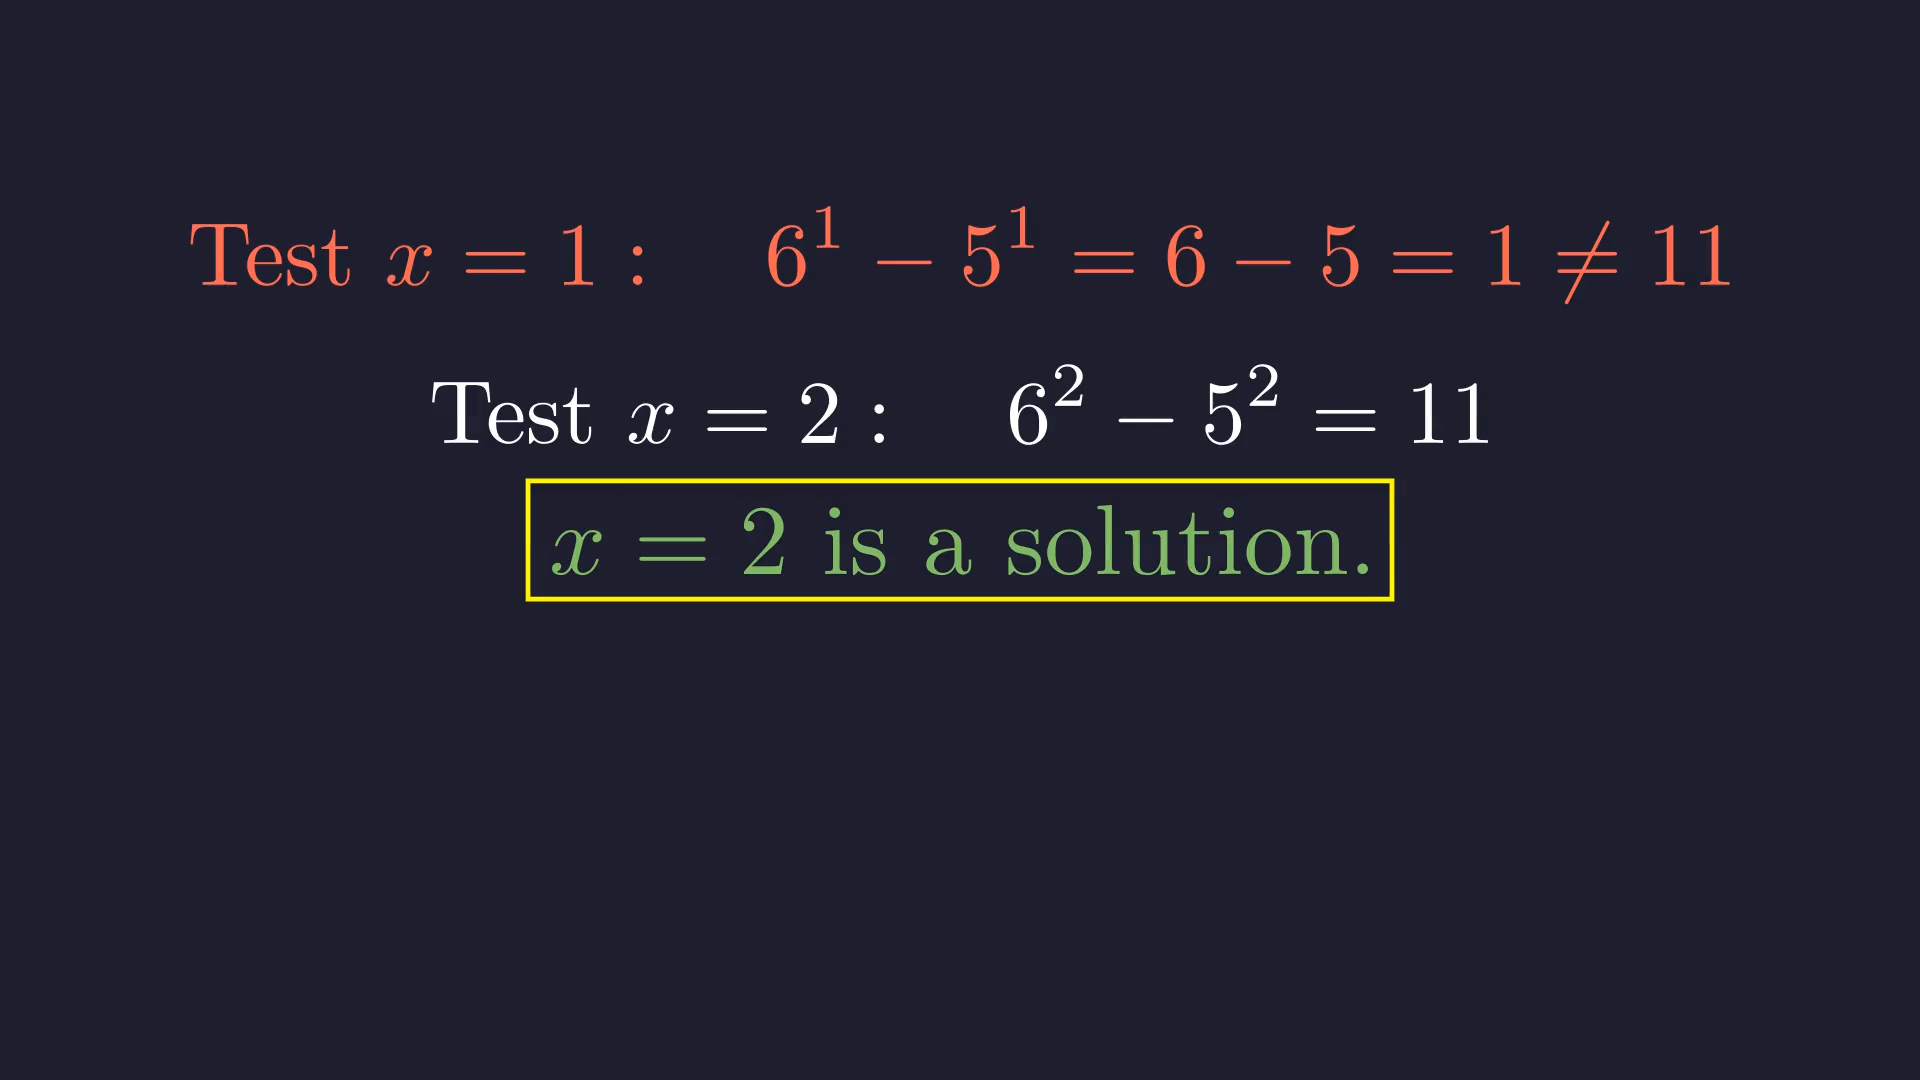 Test x = 1 : 6¹ − 5¹ = 6 − 5 = 1 ≠ 11
Test x = 2 : 6² − 5² = 11
x = 2 is a solution.